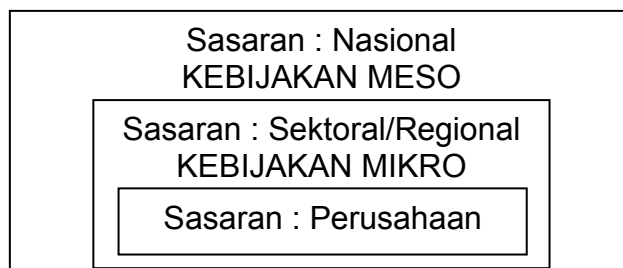 Sasaran : Nasional
KEBIJAKAN MESO
Sasaran : Sektoral/Regional
KEBIJAKAN MIKRO
Sasaran : Perusahaan